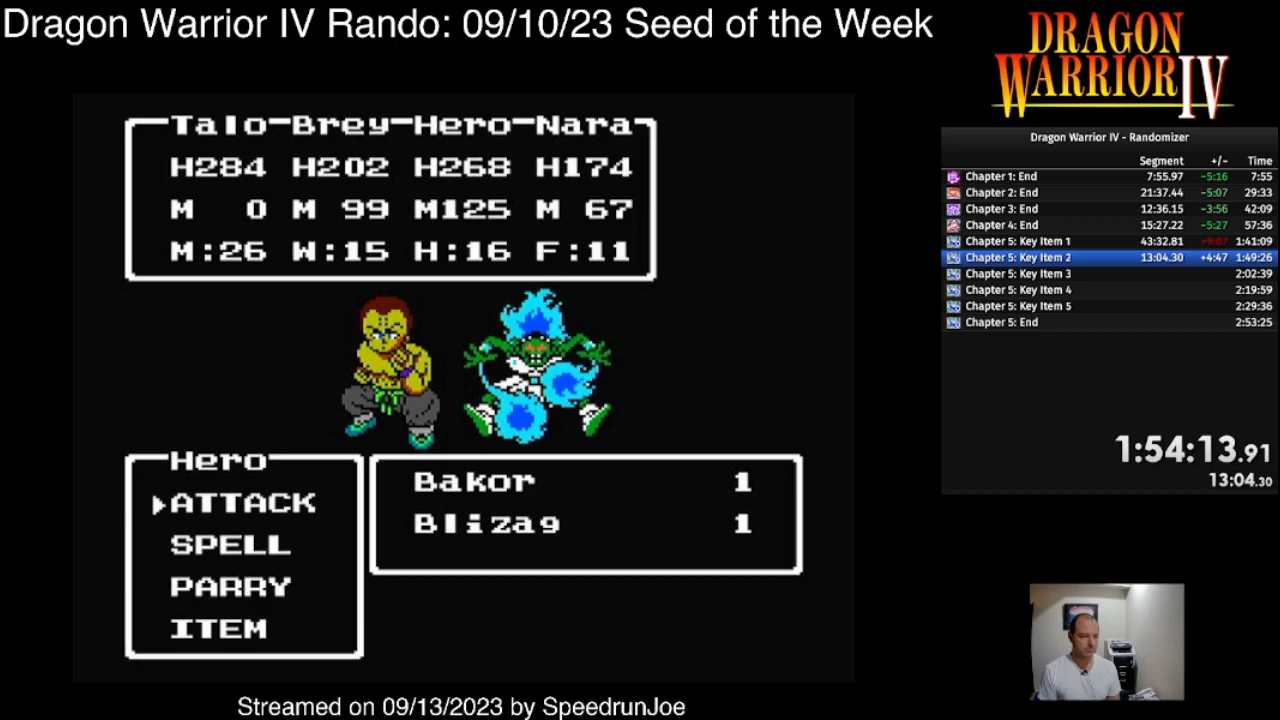 Dragon Warrior IV Rando: 09/10/23 Seed of the Week
DRAGON
WARRIOR IV
Talo Brey Hero Nara
H284 H202 H268 H174
M 0 M 99 M125 M 67
M:26 W:15 H:16 F:11
Hero
▶ATTACK
SPELL
PARRY
ITEM
Bakor 1
Blizag 1
Dragon Warrior IV - Randomizer
Segment +/- Time
Chapter 1: End 7:55.97 −5:16 7:55
Chapter 2: End 21:37.44 −5:07 29:33
Chapter 3: End 12:36.15 −3:56 42:09
Chapter 4: End 15:27.22 −5:27 57:36
Chapter 5: Key Item 1 43:32.81 −9:07 1:41:09
Chapter 5: Key Item 2 13:04.30 +4:47 1:49:26
Chapter 5: Key Item 3 2:02:39
Chapter 5: Key Item 4 2:19:59
Chapter 5: Key Item 5 2:29:36
Chapter 5: End 2:53:25
1:54:13.91
13:04.30
Streamed on 09/13/2023 by SpeedrunJoe